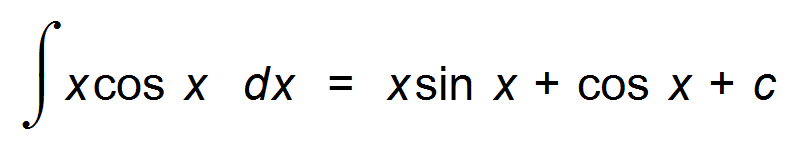 ∫ x cos x dx = x sin x + cos x + c